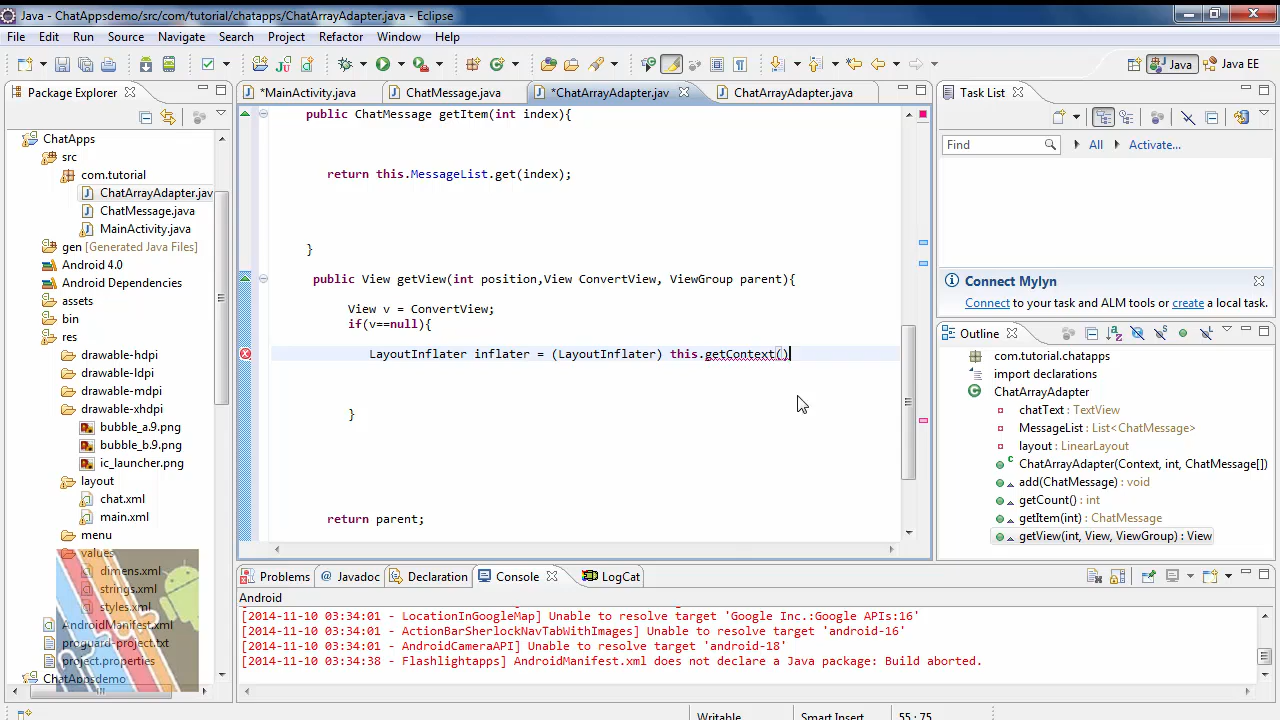 Java - ChatAppsdemo/src/com/tutorial/chatapps/ChatArrayAdapter.java - Eclipse
File Edit Run Source Navigate Search Project Refactor Window Help
Java Java EE
Package Explorer
*MainActivity.java ChatMessage.java *ChatArrayAdapter.jav ChatArrayAdapter.java
Task List
ChatApps
src
com.tutorial
ChatArrayAdapter.jav
ChatMessage.java
MainActivity.java
gen [Generated Java Files]
Android 4.0
Android Dependencies
assets
bin
res
drawable-hdpi
drawable-ldpi
drawable-mdpi
drawable-xhdpi
bubble_a.9.png
bubble_b.9.png
ic_launcher.png
layout
chat.xml
main.xml
menu
values
dimens.xml
strings.xml
styles.xml
AndroidManifest.xml
proguard-project.txt
project.properties
ChatAppsdemo
public ChatMessage getItem(int index){
return this.MessageList.get(index);
}
public View getView(int position,View ConvertView, ViewGroup parent){
View v = ConvertView;
if(v==null){
LayoutInflater inflater = (LayoutInflater) this.getContext()
}
return parent;
Find All Activate...
Connect Mylyn
Connect to your task and ALM tools or create a local task.
Outline
com.tutorial.chatapps
import declarations
ChatArrayAdapter
chatText : TextView
MessageList : List<ChatMessage>
layout : LinearLayout
ChatArrayAdapter(Context, int, ChatMessage[])
add(ChatMessage) : void
getCount() : int
getItem(int) : ChatMessage
getView(int, View, ViewGroup) : View
Problems Javadoc Declaration Console LogCat
Android
[2014-11-10 03:34:01 - LocationInGoogleMap] Unable to resolve target 'Google Inc.:Google APIs:16'
[2014-11-10 03:34:01 - ActionBarSherlockNavTabWithImages] Unable to resolve target 'android-16'
[2014-11-10 03:34:01 - AndroidCameraAPI] Unable to resolve target 'android-18'
[2014-11-10 03:34:38 - Flashlightapps] AndroidManifest.xml does not declare a Java package: Build aborted.
Writable Smart Insert 55 : 75